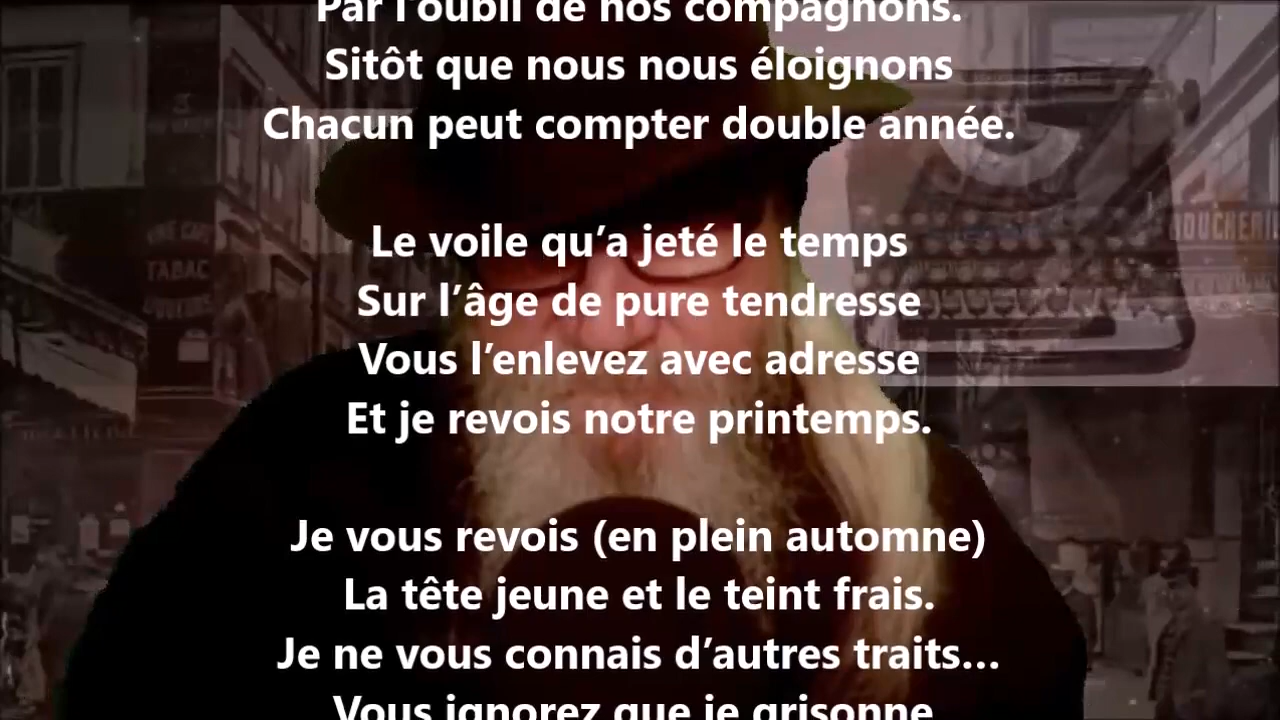 Par l’oubli de nos compagnons.
Sitôt que nous nous éloignons
Chacun peut compter double année.
Le voile qu’a jeté le temps
Sur l’âge de pure tendresse
Vous l’enlevez avec adresse
Et je revois notre printemps.
Je vous revois (en plein automne)
La tête jeune et le teint frais.
Je ne vous connais d’autres traits...
Vous ignorez que je grisonne
TABAC
BOUCHERIE